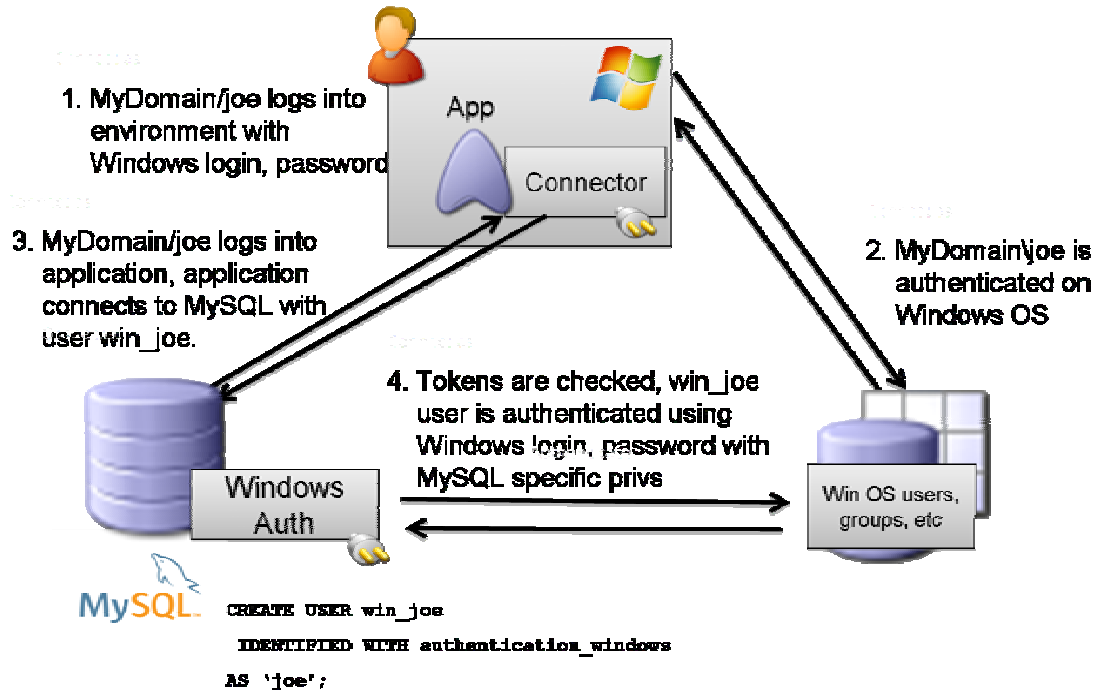 1. MyDomain/joe logs into
environment with
Windows login, password
App
Connector
3. MyDomain/joe logs into
application, application
connects to MySQL with
user win_joe.
2. MyDomain\joe is
authenticated on
Windows OS
4. Tokens are checked, win_joe
user is authenticated using
Windows login, password with
MySQL specific privs
Windows
Auth
Win OS users,
groups, etc
MySQL
CREATE USER win_joe
IDENTIFIED WITH authentication_windows
AS 'joe';